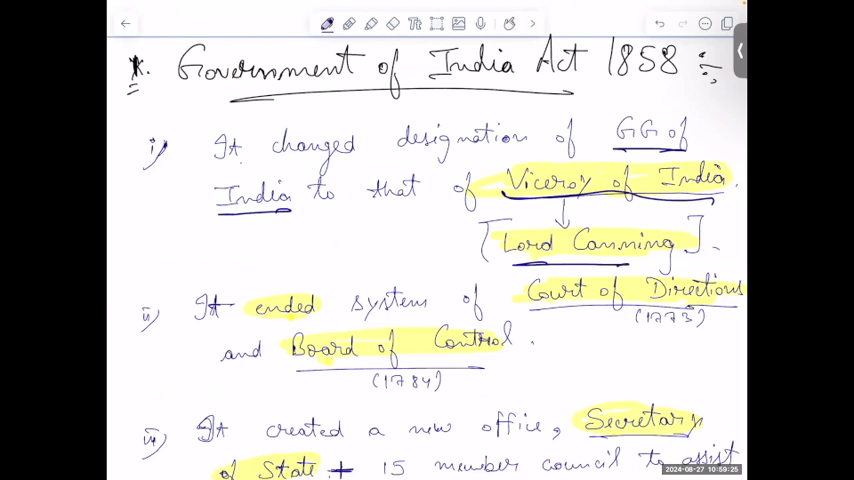 *. Government of India Act 1858 :-
i) It changed designation of GG of
India to that of Viceroy of India.
[Lord Canning].
ii) It ended system of Court of Directions
(1773)
and Board of Control.
(1784)
iii) It created a new office, Secretary
of State + 15 member council to assist
2024-08-27 10:59:25